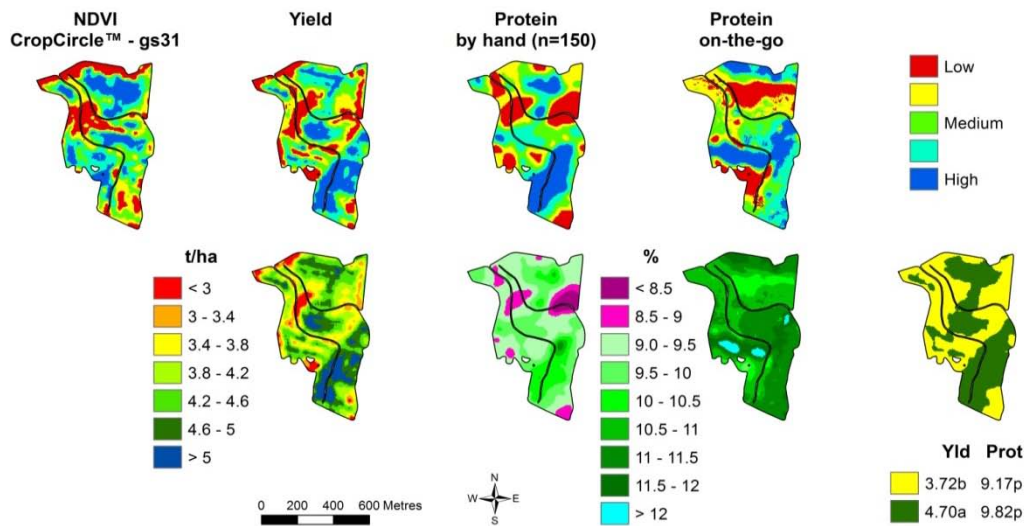 NDVI
CropCircle™ - gs31
Yield
Protein
by hand (n=150)
Protein
on-the-go
Low
Medium
High
t/ha
< 3
3 - 3.4
3.4 - 3.8
3.8 - 4.2
4.2 - 4.6
4.6 - 5
> 5
%
< 8.5
8.5 - 9
9.0 - 9.5
9.5 - 10
10 - 10.5
10.5 - 11
11 - 11.5
11.5 - 12
> 12
Yld Prot
3.72b 9.17p
4.70a 9.82p
0 200 400 600 Metres
N
W E
S